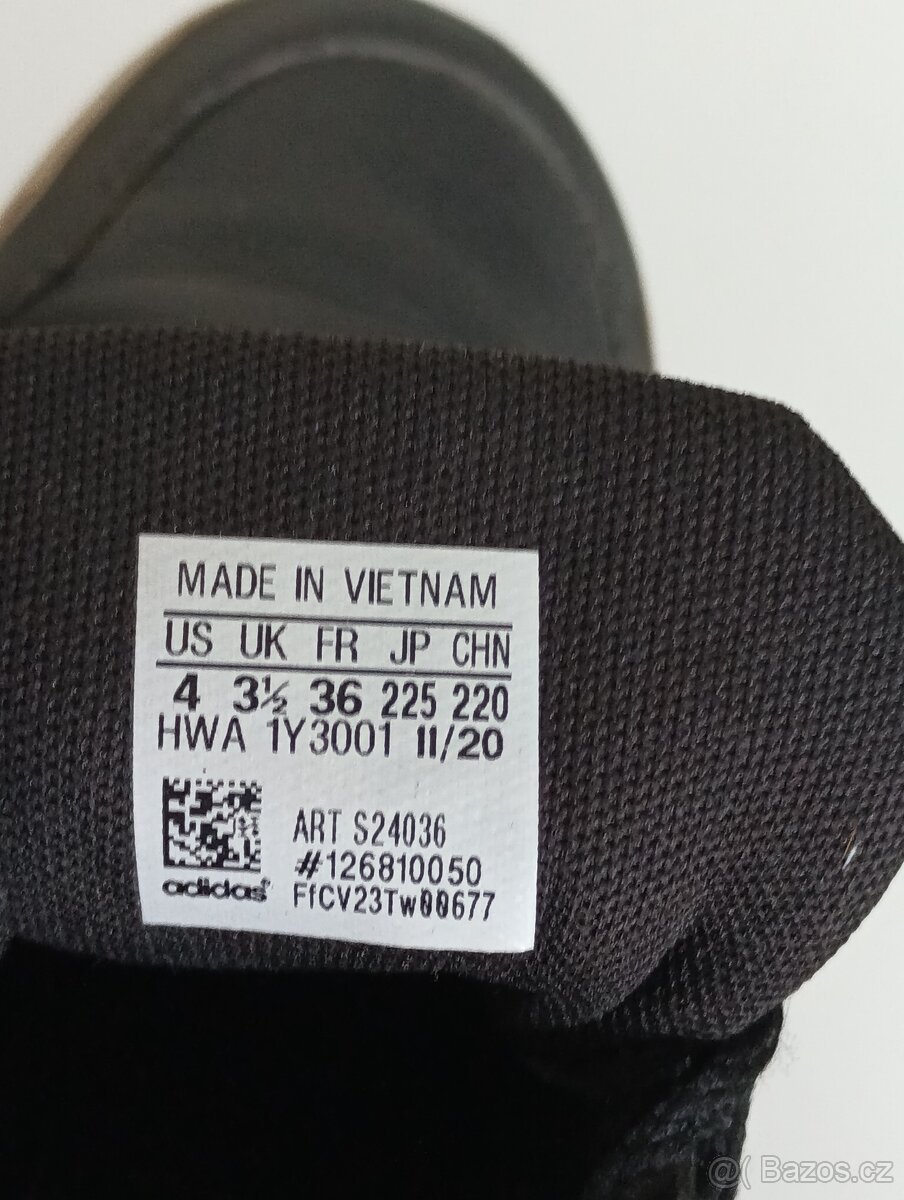 MADE IN VIETNAM
US UK FR JP CHN
4 3½ 36 225 220
HWA 1Y3001 11/20
ART S24036
#126810050
adidas
FfCV23Tw00677
@( Bazos.cz